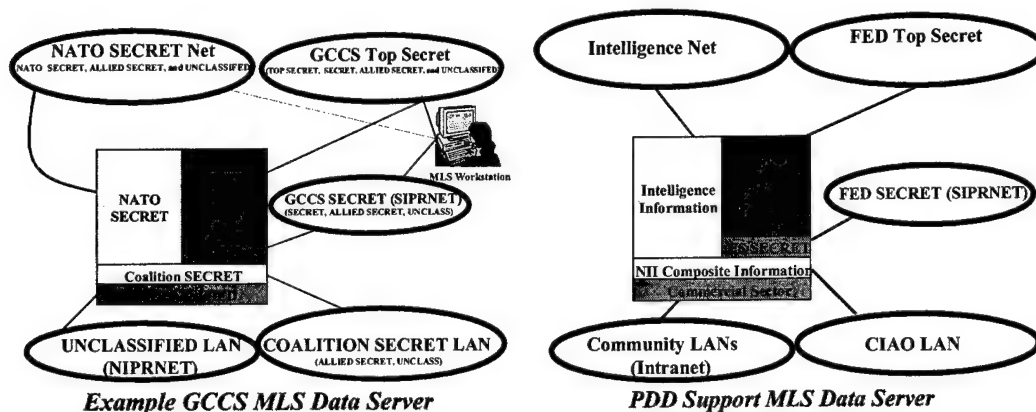 NATO SECRET Net
(NATO SECRET, ALLIED SECRET, and UNCLASSIFED)
GCCS Top Secret
(TOP SECRET, SECRET, ALLIED SECRET, and UNCLASSIFED)
MLS Workstation
NATO
SECRET
GCCS SECRET (SIPRNET)
(SECRET, ALLIED SECRET, UNCLASS)
Coalition SECRET
UNCLASSIFIED LAN
(NIPRNET)
COALITION SECRET LAN
(ALLIED SECRET, UNCLASS)
Example GCCS MLS Data Server
Intelligence Net
FED Top Secret
Intelligence
Information
FED SECRET (SIPRNET)
SECRET
NII Composite Information
Commercial Sector
Community LANs
(Intranet)
CIAO LAN
PDD Support MLS Data Server